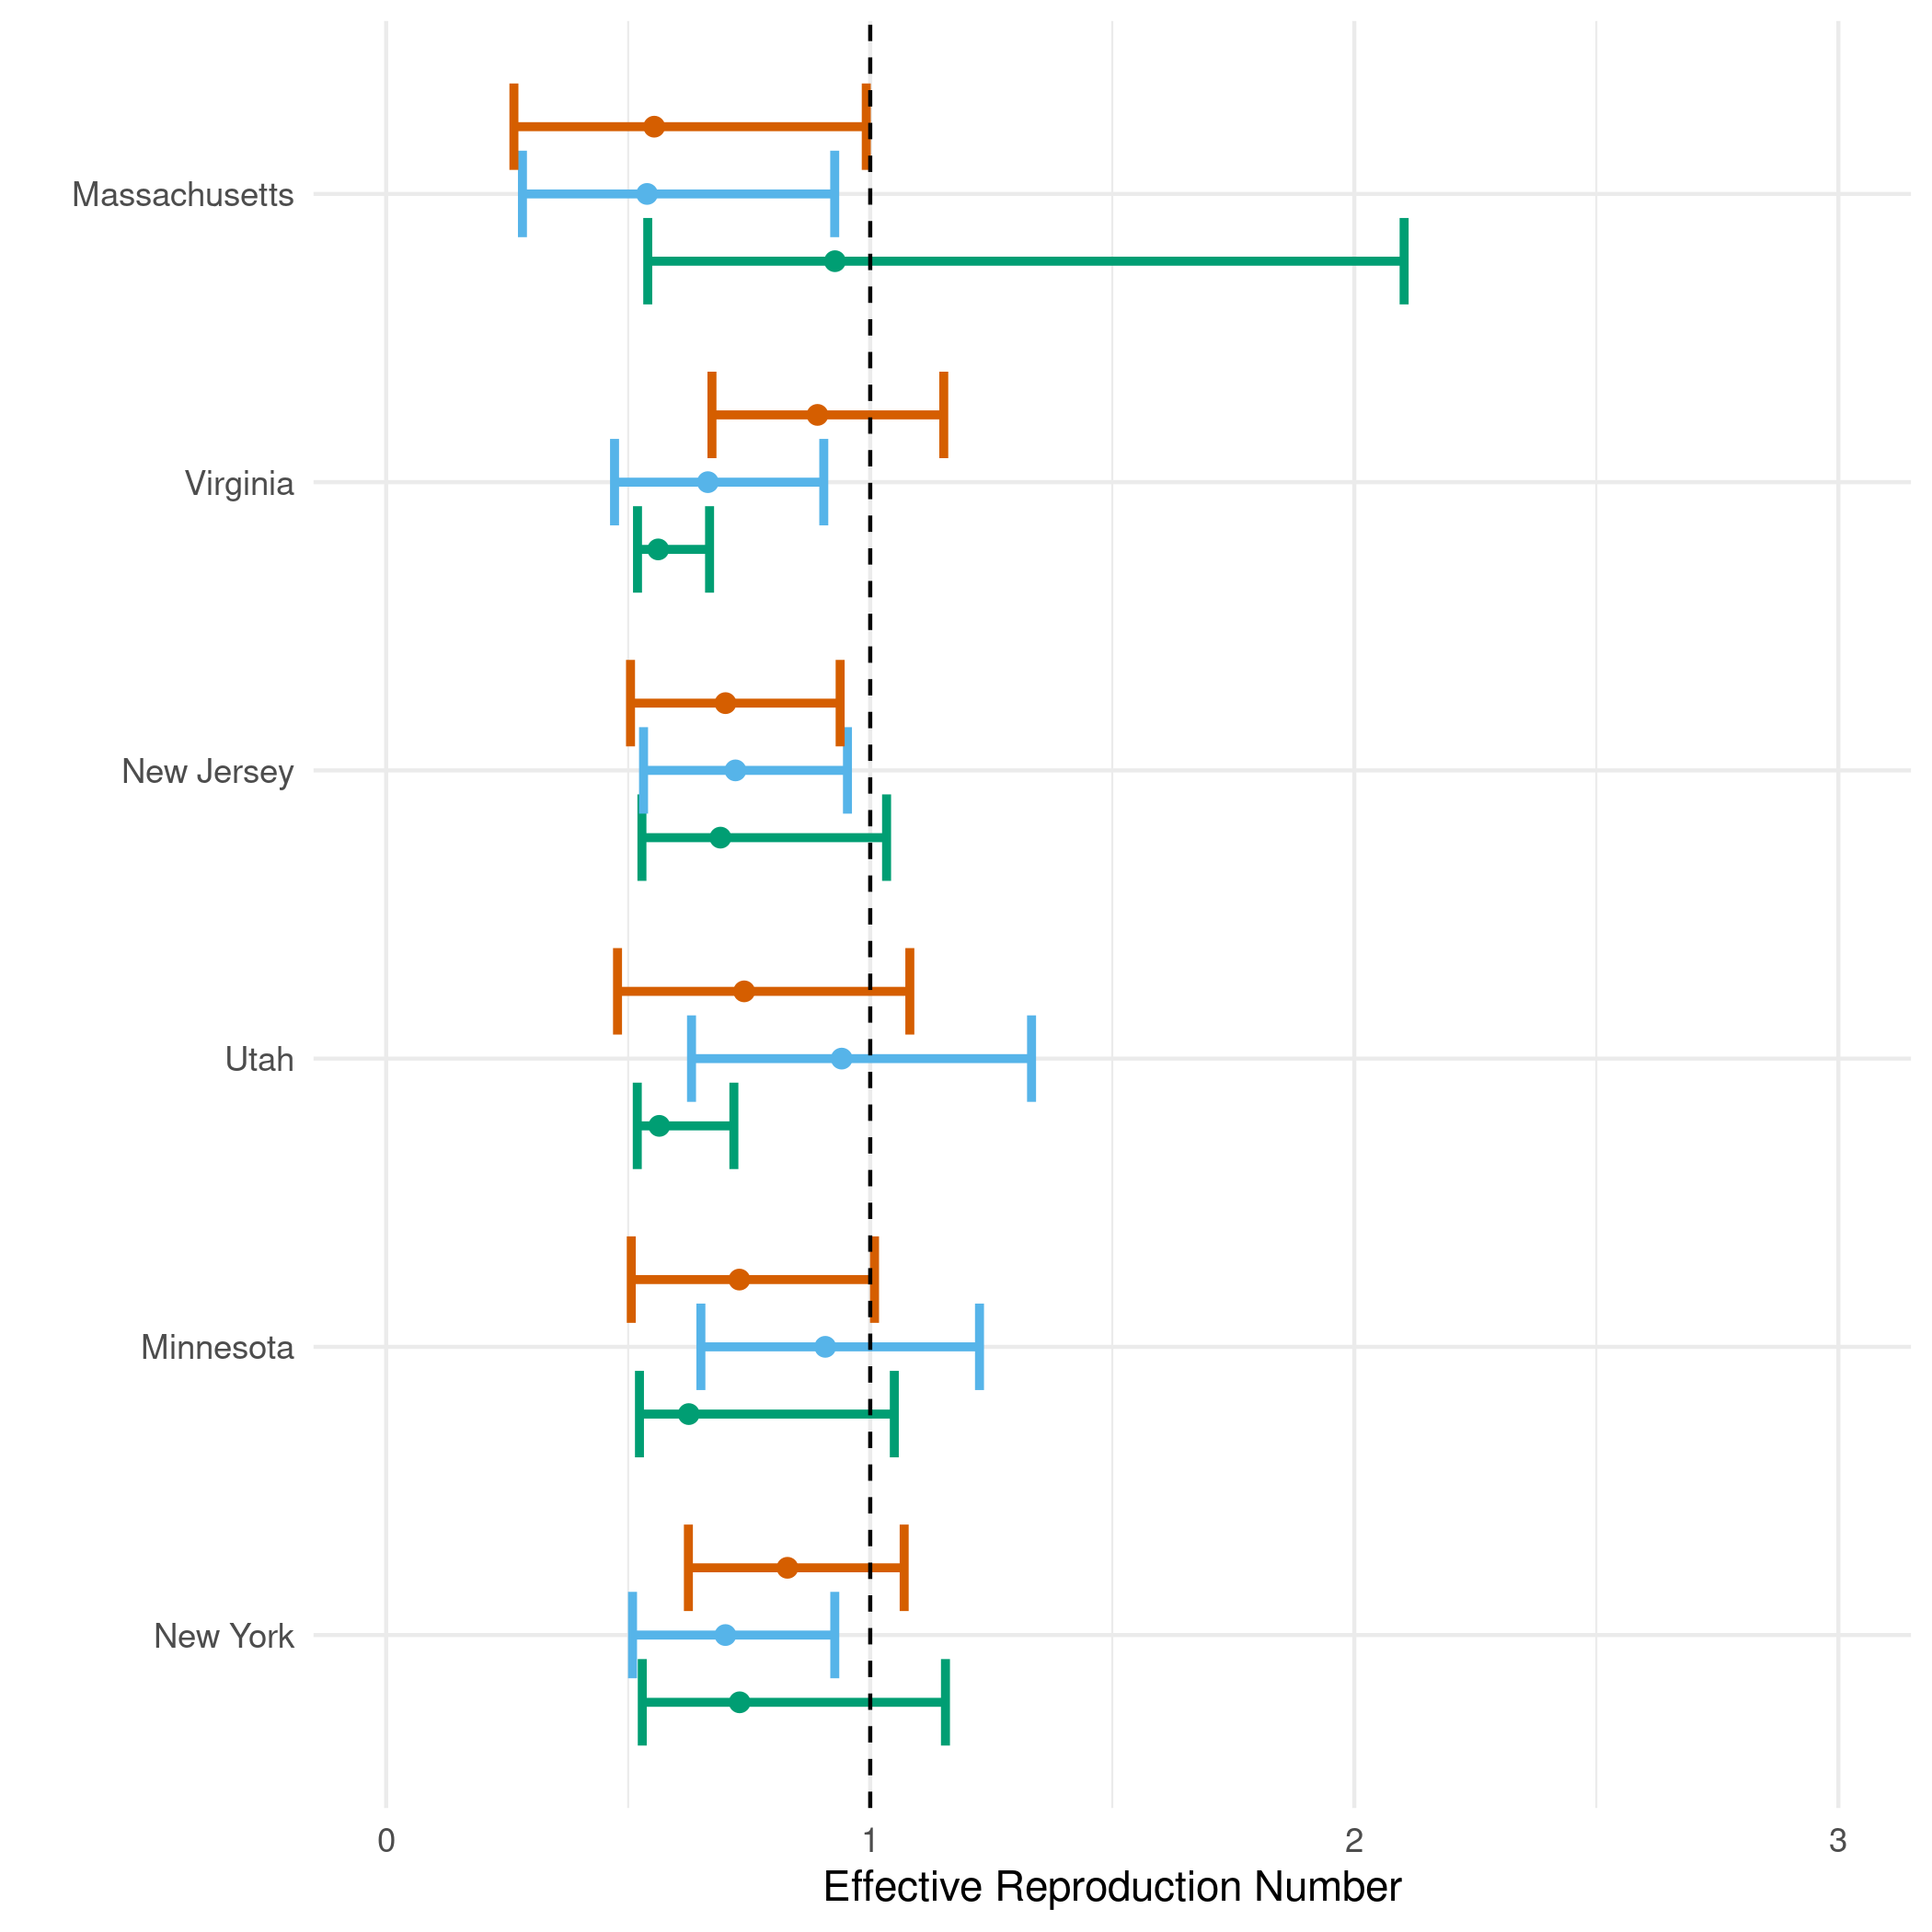 Massachusetts
Virginia
New Jersey
Utah
Minnesota
New York
0 1 2 3
Effective Reproduction Number